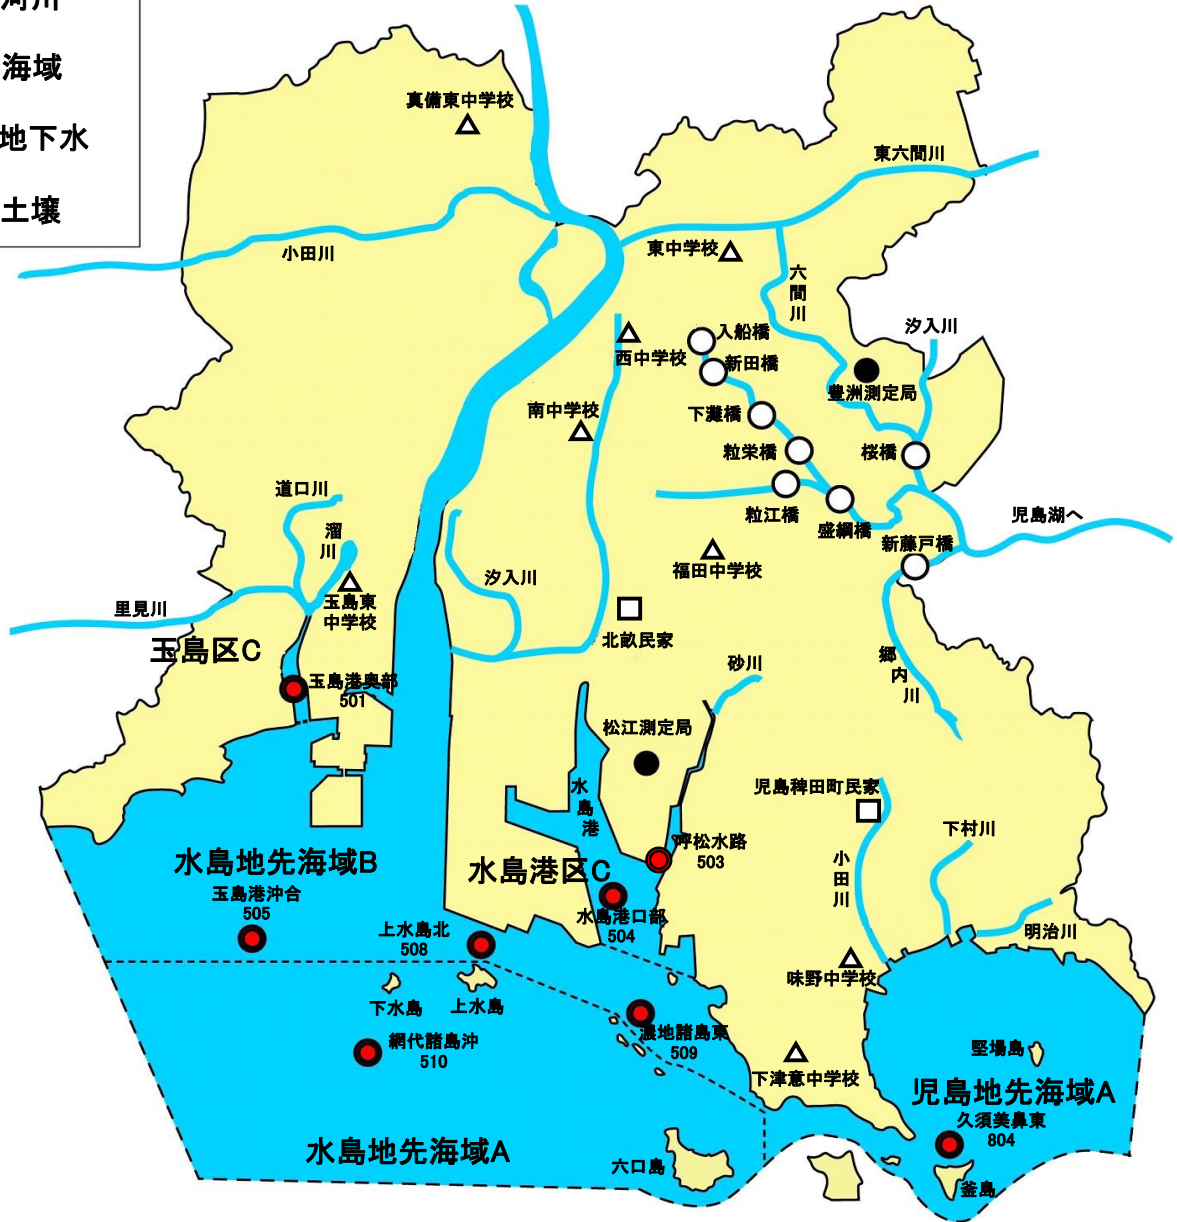 河川
海域
地下水
土壌
真備東中学校
東六間川
小田川
東中学校
六間川
汐入川
入船橋
西中学校
新田橋
豊洲測定局
南中学校
下灘橋
粒栄橋
桜橋
道口川
粒江橋
盛綱橋
児島湖へ
溜川
新藤戸橋
福田中学校
汐入川
里見川
玉島東
中学校
北畝民家
玉島区C
郷内川
砂川
玉島港奥部
501
松江測定局
水島港
児島稗田町民家
下村川
呼松水路
503
水島地先海域B
水島港区C
小田川
玉島港沖合
505
水島港口部
504
上水島北
508
明治川
味野中学校
下水島
上水島
濃地諸島東
509
網代諸島沖
510
堅場島
下津意中学校
児島地先海域A
久須美鼻東
804
水島地先海域A
六口島
釜島